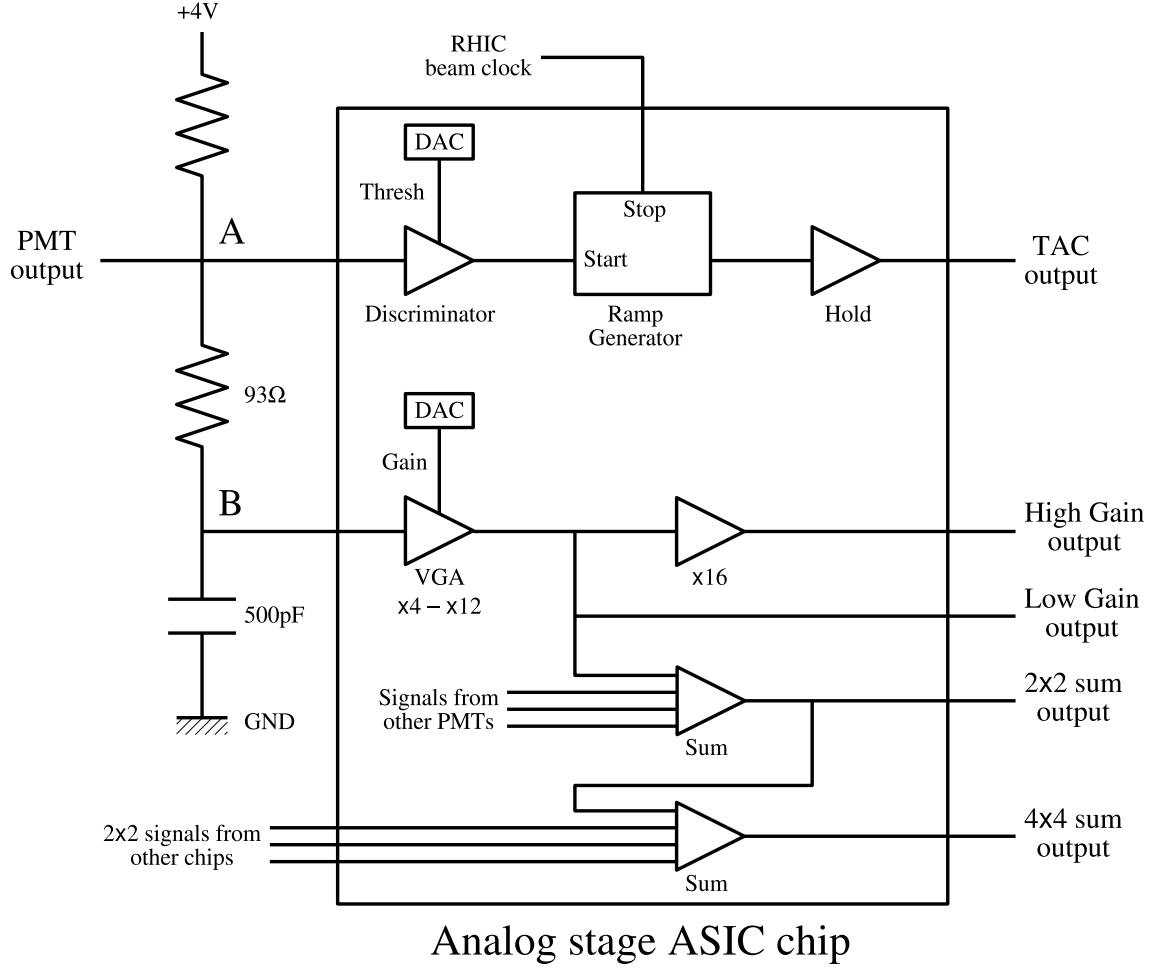 +4V
RHIC
beam clock
DAC
Thresh
Stop
A
PMT
output
Start
TAC
output
Discriminator
Ramp
Generator
Hold
93Ω
DAC
Gain
B
High Gain
output
VGA
x4 – x12
x16
Low Gain
output
500pF
Signals from
other PMTs
2x2 sum
output
GND
Sum
2x2 signals from
other chips
4x4 sum
output
Sum
Analog stage ASIC chip